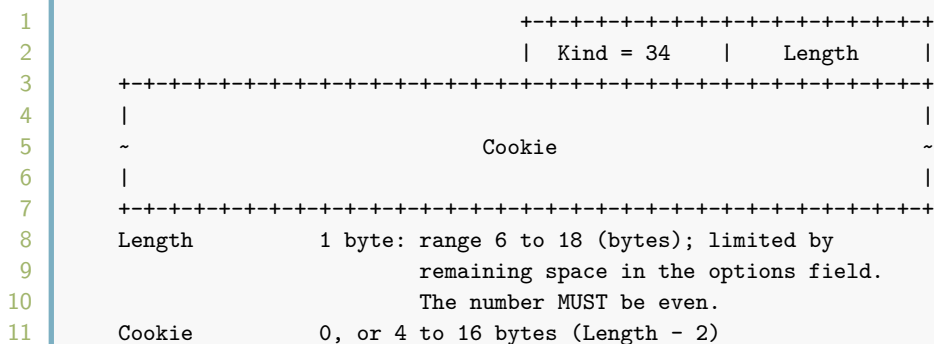 1                                      +-+-+-+-+-+-+-+-+-+-+-+-+-+-+-+-+
2                                      |  Kind = 34    |    Length     |
3      +-+-+-+-+-+-+-+-+-+-+-+-+-+-+-+-+-+-+-+-+-+-+-+-+-+-+-+-+-+-+-+-+
4      |                                                               |
5      ~                            Cookie                             ~
6      |                                                               |
7      +-+-+-+-+-+-+-+-+-+-+-+-+-+-+-+-+-+-+-+-+-+-+-+-+-+-+-+-+-+-+-+-+
8      Length          1 byte: range 6 to 18 (bytes); limited by
9                              remaining space in the options field.
10                             The number MUST be even.
11     Cookie          0, or 4 to 16 bytes (Length - 2)